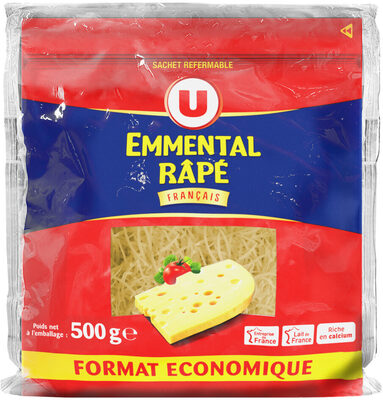 SACHET REFERMABLE
U
EMMENTAL
RÂPÉ
FRANÇAIS
Poids net
à l'emballage : 500 g e
Entreprise
de France
Lait de
France
Riche
en calcium
FORMAT ECONOMIQUE